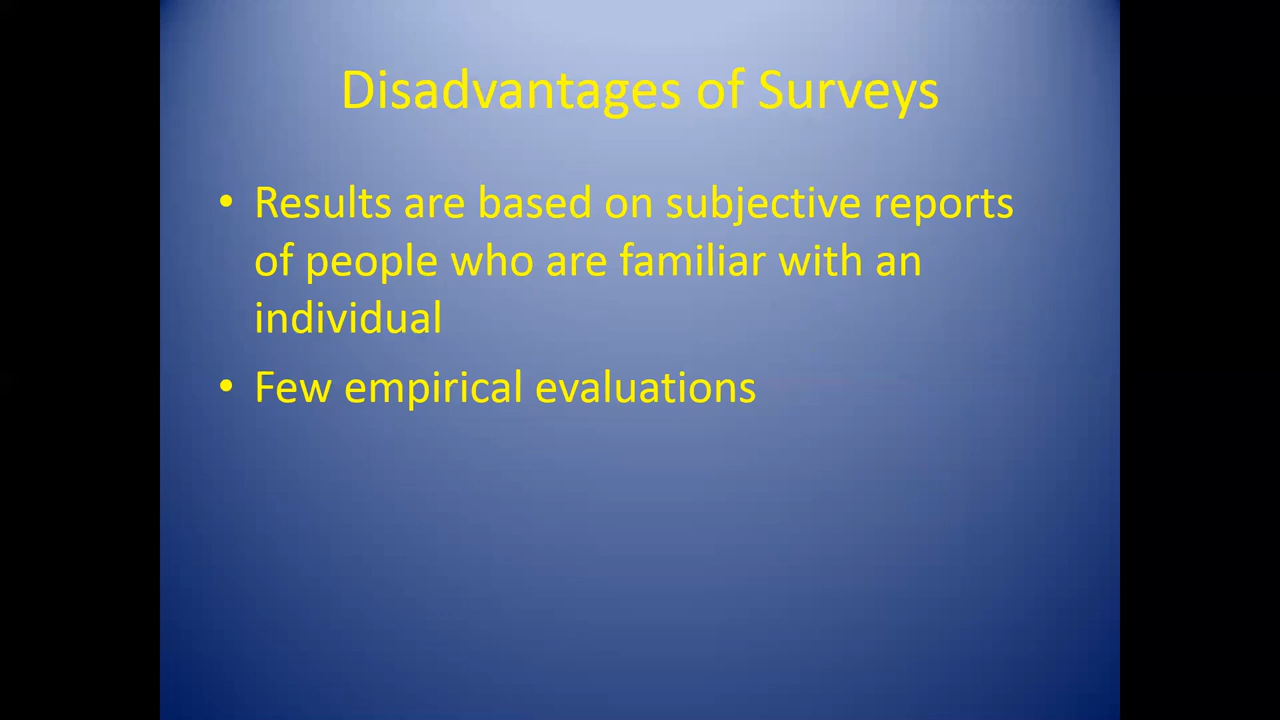 Disadvantages of Surveys
• Results are based on subjective reports
of people who are familiar with an
individual
• Few empirical evaluations